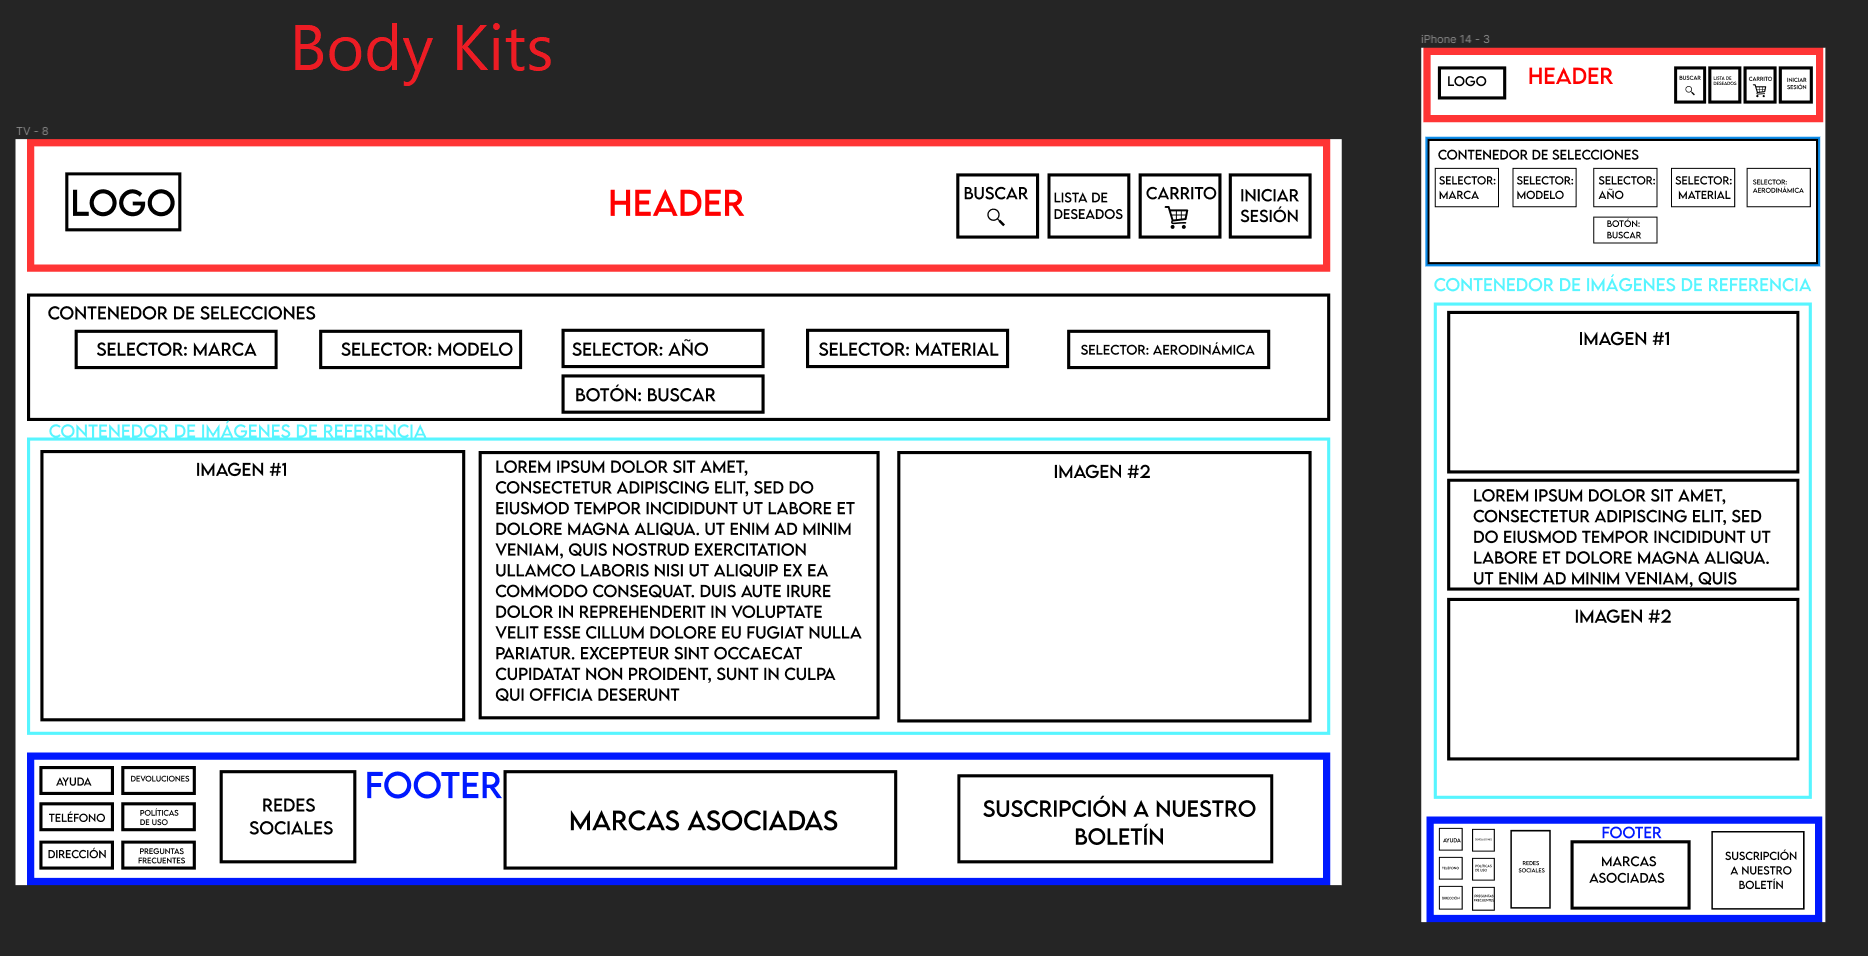 Body Kits
TV - 8
LOGO
HEADER
BUSCAR
LISTA DE
DESEADOS
CARRITO
INICIAR
SESIÓN
CONTENEDOR DE SELECCIONES
SELECTOR: MARCA
SELECTOR: MODELO
SELECTOR: AÑO
SELECTOR: MATERIAL
SELECTOR: AERODINÁMICA
BOTÓN: BUSCAR
CONTENEDOR DE IMÁGENES DE REFERENCIA
IMAGEN #1
LOREM IPSUM DOLOR SIT AMET,
CONSECTETUR ADIPISCING ELIT, SED DO
EIUSMOD TEMPOR INCIDIDUNT UT LABORE ET
DOLORE MAGNA ALIQUA. UT ENIM AD MINIM
VENIAM, QUIS NOSTRUD EXERCITATION
ULLAMCO LABORIS NISI UT ALIQUIP EX EA
COMMODO CONSEQUAT. DUIS AUTE IRURE
DOLOR IN REPREHENDERIT IN VOLUPTATE
VELIT ESSE CILLUM DOLORE EU FUGIAT NULLA
PARIATUR. EXCEPTEUR SINT OCCAECAT
CUPIDATAT NON PROIDENT, SUNT IN CULPA
QUI OFFICIA DESERUNT
IMAGEN #2
AYUDA
DEVOLUCIONES
TELÉFONO
POLÍTICAS
DE USO
DIRECCIÓN
PREGUNTAS
FRECUENTES
REDES
SOCIALES
FOOTER
MARCAS ASOCIADAS
SUSCRIPCIÓN A NUESTRO
BOLETÍN
iPhone 14 - 3
LOGO
HEADER
BUSCAR
LISTA DE
DESEADOS
CARRITO
INICIAR
SESIÓN
CONTENEDOR DE SELECCIONES
SELECTOR:
MARCA
SELECTOR:
MODELO
SELECTOR:
AÑO
SELECTOR:
MATERIAL
SELECTOR:
AERODINÁMICA
BOTÓN:
BUSCAR
CONTENEDOR DE IMÁGENES DE REFERENCIA
IMAGEN #1
LOREM IPSUM DOLOR SIT AMET,
CONSECTETUR ADIPISCING ELIT, SED
DO EIUSMOD TEMPOR INCIDIDUNT UT
LABORE ET DOLORE MAGNA ALIQUA.
UT ENIM AD MINIM VENIAM, QUIS
IMAGEN #2
AYUDA
TELÉFONO
POLÍTICAS
DE USO
DIRECCIÓN
PREGUNTAS
FRECUENTES
REDES
SOCIALES
FOOTER
MARCAS
ASOCIADAS
SUSCRIPCIÓN
A NUESTRO
BOLETÍN